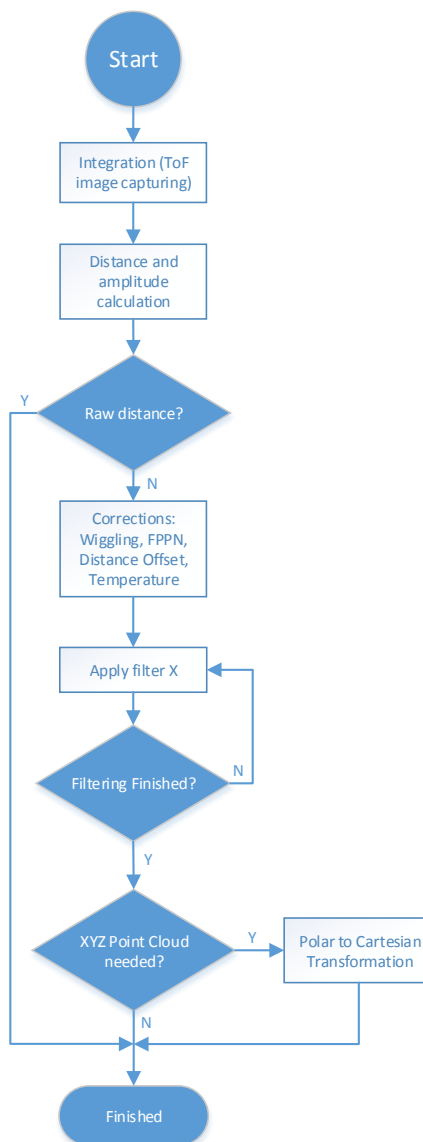 Start
Integration (ToF
image capturing)
Distance and
amplitude
calculation
Y
Raw distance?
N
Corrections:
Wiggling, FPPN,
Distance Offset,
Temperature
Apply filter X
Filtering Finished?
N
Y
XYZ Point Cloud
needed?
Y
Polar to Cartesian
Transformation
N
Finished